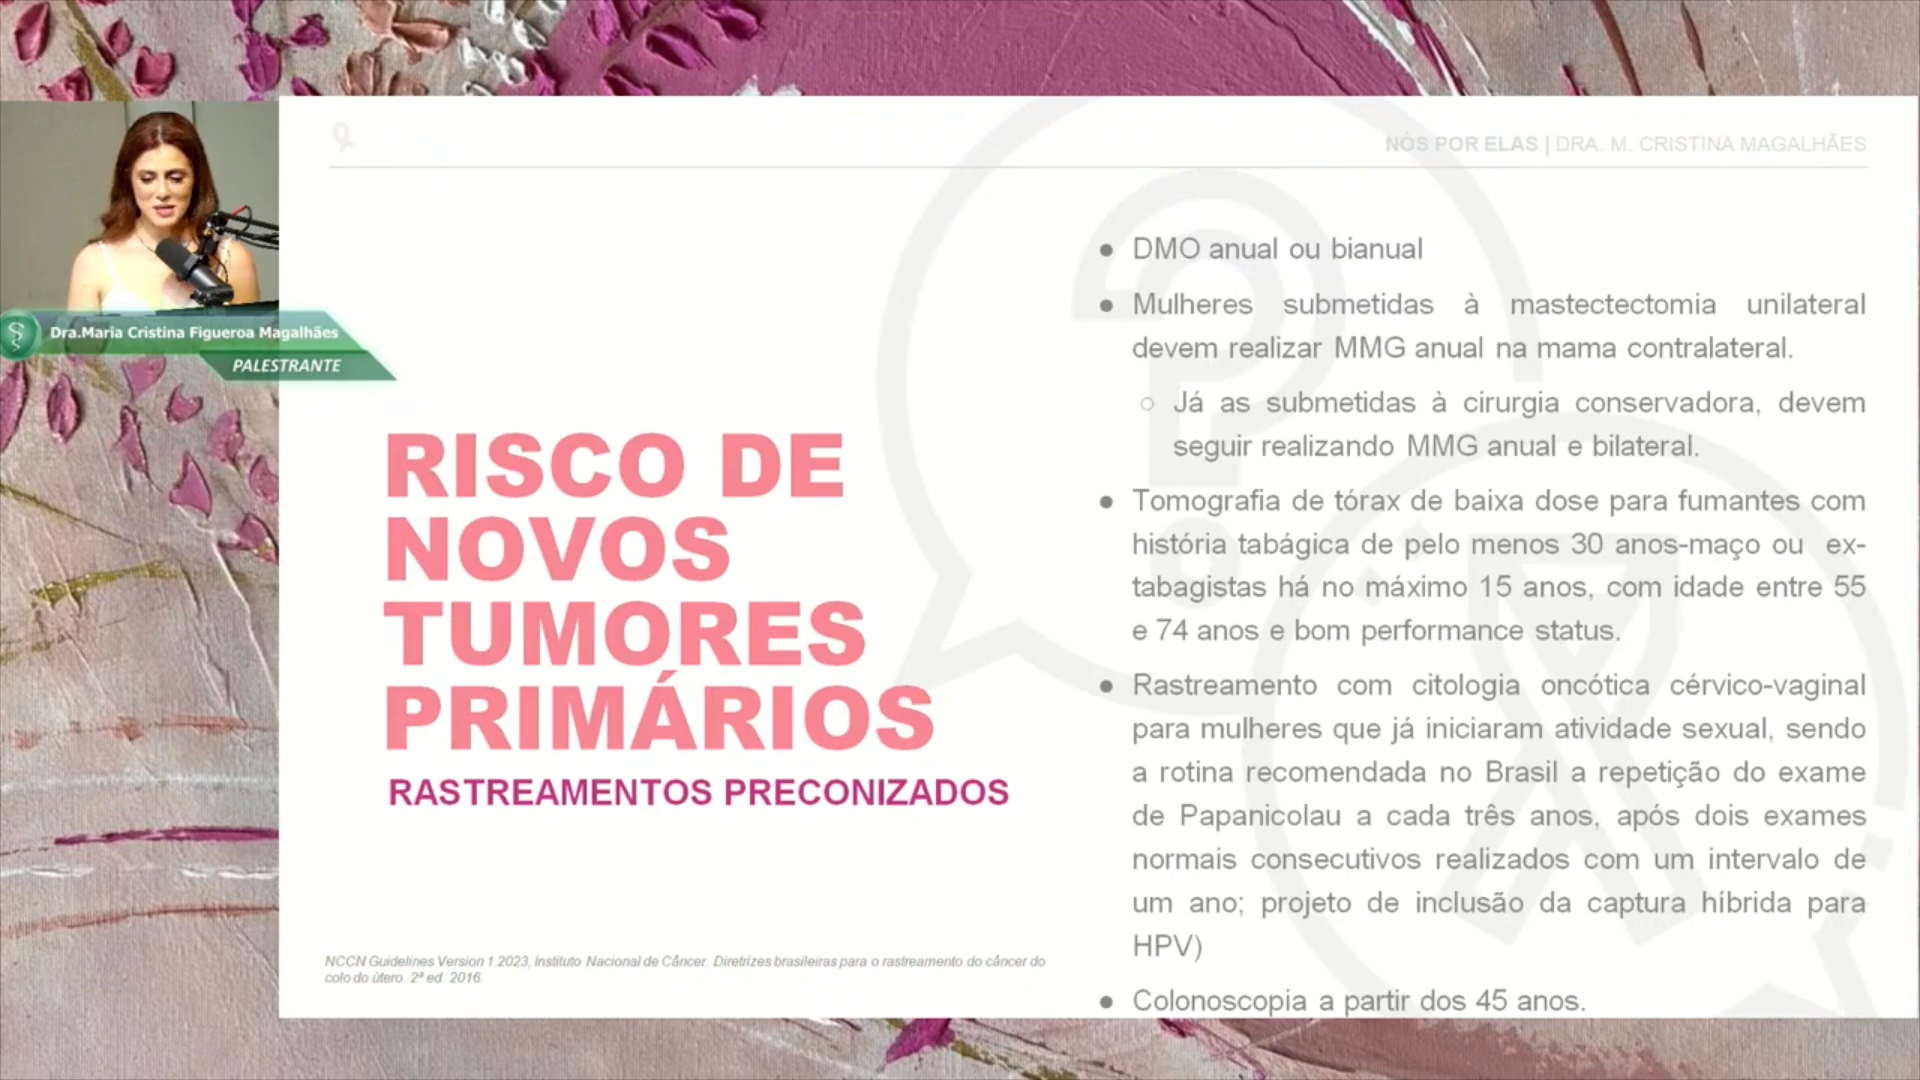 NÓS POR ELAS | DRA. M. CRISTINA MAGALHÃES
Dra.Maria Cristina Figueroa Magalhães
PALESTRANTE
RISCO DE
NOVOS
TUMORES
PRIMÁRIOS
RASTREAMENTOS PRECONIZADOS
● DMO anual ou bianual
● Mulheres submetidas à mastectectomia unilateral
devem realizar MMG anual na mama contralateral.
○ Já as submetidas à cirurgia conservadora, devem
seguir realizando MMG anual e bilateral.
● Tomografia de tórax de baixa dose para fumantes com
história tabágica de pelo menos 30 anos-maço ou ex-
tabagistas há no máximo 15 anos, com idade entre 55
e 74 anos e bom performance status.
● Rastreamento com citologia oncótica cérvico-vaginal
para mulheres que já iniciaram atividade sexual, sendo
a rotina recomendada no Brasil a repetição do exame
de Papanicolau a cada três anos, após dois exames
normais consecutivos realizados com um intervalo de
um ano; projeto de inclusão da captura híbrida para
HPV)
● Colonoscopia a partir dos 45 anos.
NCCN Guidelines Version 1.2023, Instituto Nacional de Câncer. Diretrizes brasileiras para o rastreamento do câncer do
colo do útero. 2ª ed. 2016.